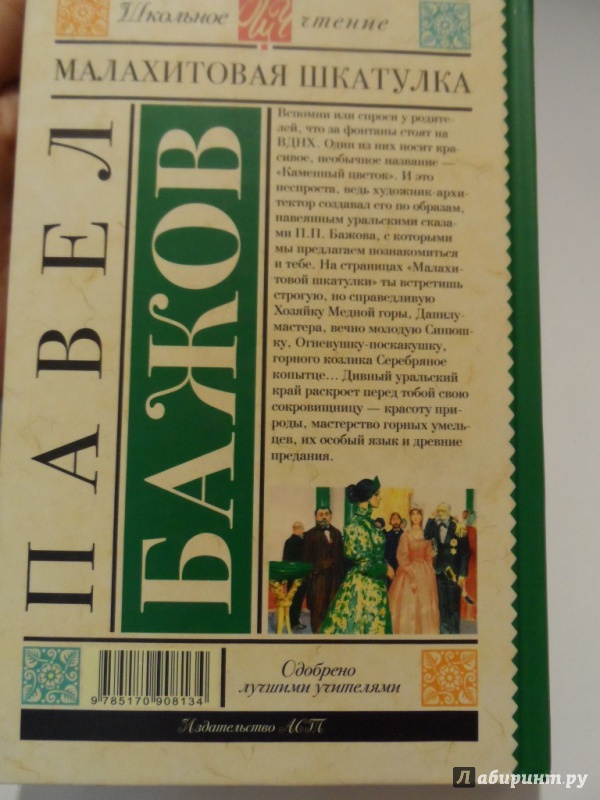 Школьное чтение
МАЛАХИТОВАЯ ШКАТУЛКА
ПАВЕЛ
БАЖОВ
Вспомни или спроси у родите-
лей, что за фонтаны стоят на
ВДНХ. Один из них носит кра-
сивое, необычное название —
«Каменный цветок». И это
неспроста, ведь художник-архи-
тектор создавал его по образам,
навеянным уральскими сказа-
ми П.П. Бажова, с которыми
мы предлагаем познакомиться
и тебе. На страницах «Малахи-
товой шкатулки» ты встретишь
строгую, но справедливую
Хозяйку Медной горы, Данилу-
мастера, вечно молодую Синюш-
ку, Огневушку-поскакушку,
горного козлика Серебряное
копытце... Дивный уральский
край раскроет перед тобой свою
сокровищницу — красоту при-
роды, мастерство горных умель-
цев, их особый язык и древние
предания.
Одобрено
лучшими учителями
9 785170 908134
Издательство АСТ
Лабиринт.ру